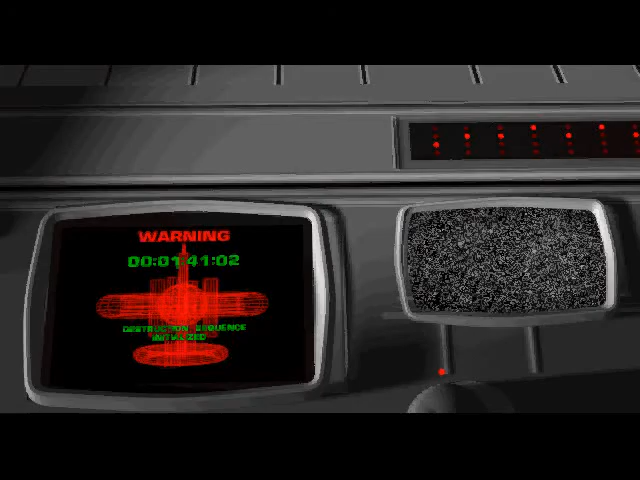 WARNING
00:01:41:02
DESTRUCTION SEQUENCE
INITIALIZED